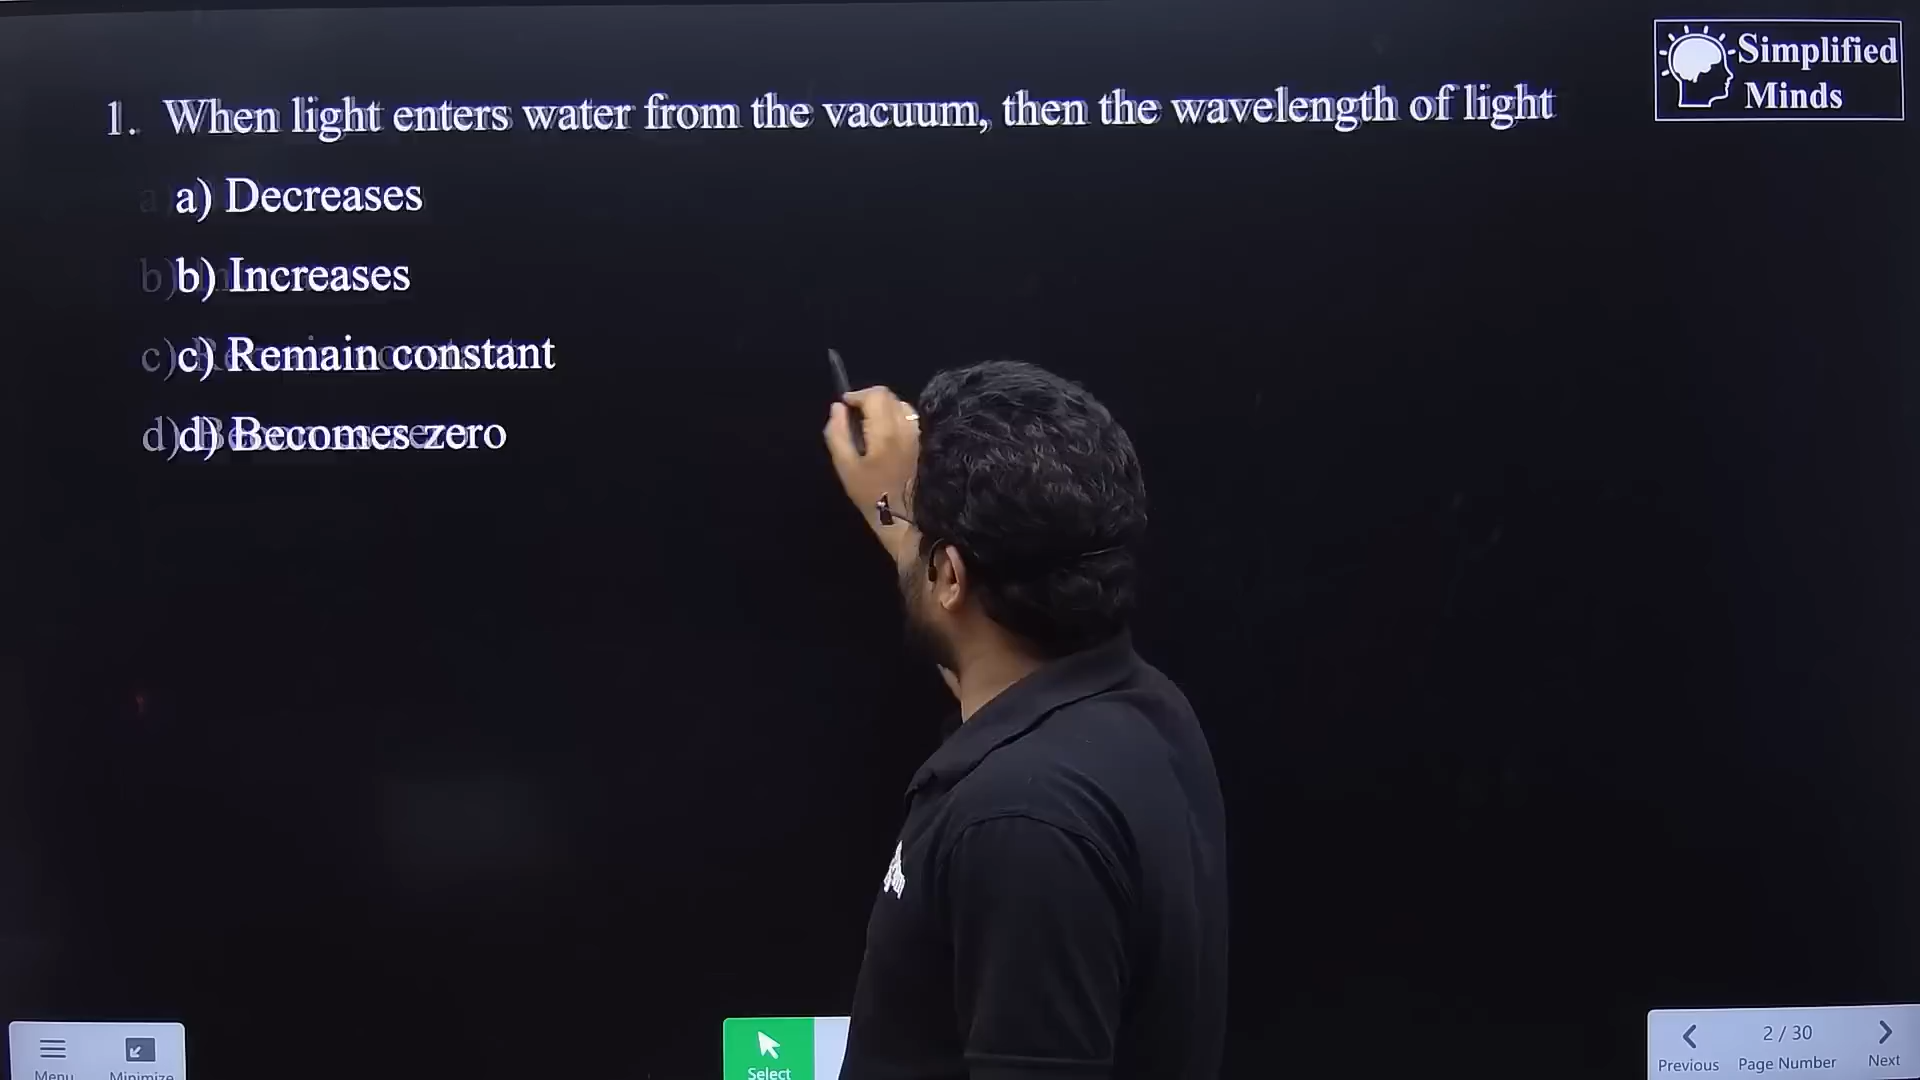 Simplified
Minds
1. When light enters water from the vacuum, then the wavelength of light
a) Decreases
b) Increases
c) Remain constant
d) Becomes zero
Menu
Minimize
Select
2 / 30
Previous
Page Number
Next